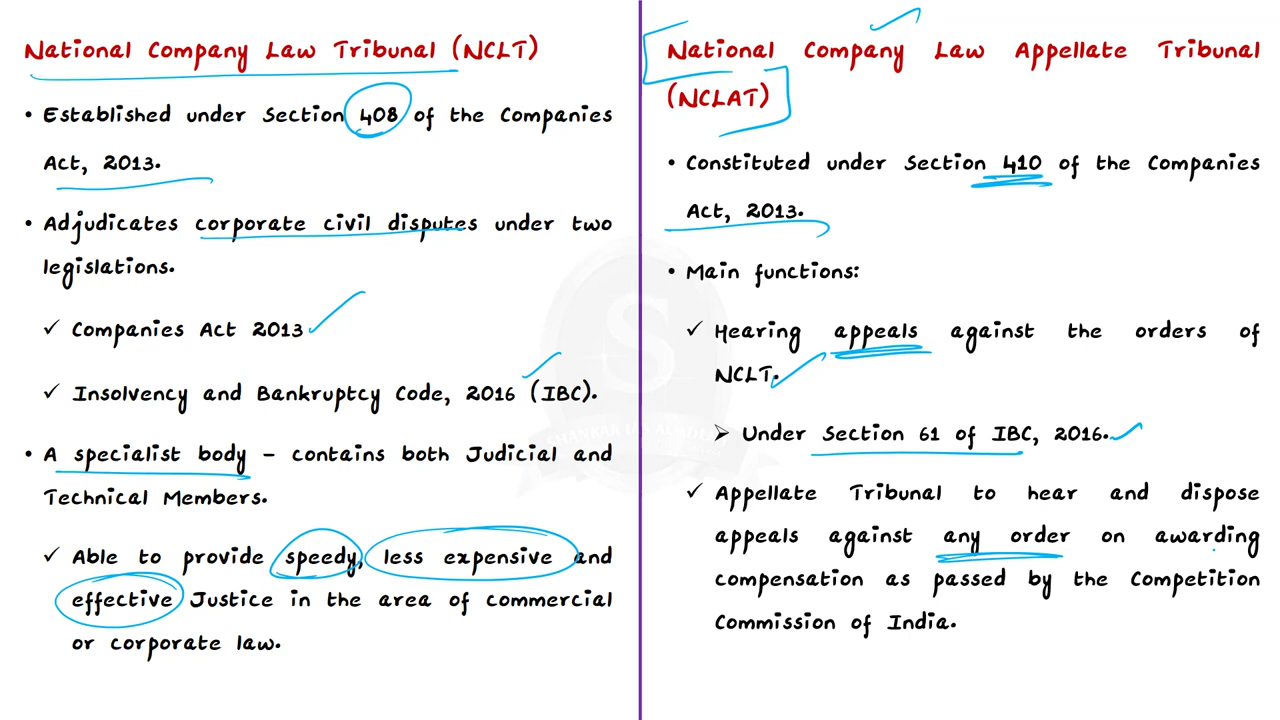 National Company Law Tribunal (NCLT)
• Established under Section 408 of the Companies
Act, 2013.
• Adjudicates corporate civil disputes under two
legislations.
✓ Companies Act 2013
✓ Insolvency and Bankruptcy Code, 2016 (IBC).
• A specialist body – contains both Judicial and
Technical Members.
✓ Able to provide speedy, less expensive and
effective Justice in the area of commercial
or corporate law.
National Company Law Appellate Tribunal
(NCLAT)
• Constituted under Section 410 of the Companies
Act, 2013.
• Main functions:
✓ Hearing appeals against the orders of
NCLT.
➢ Under Section 61 of IBC, 2016.
✓ Appellate Tribunal to hear and dispose
appeals against any order on awarding
compensation as passed by the Competition
Commission of India.
SHANKAR IAS ACADEMY